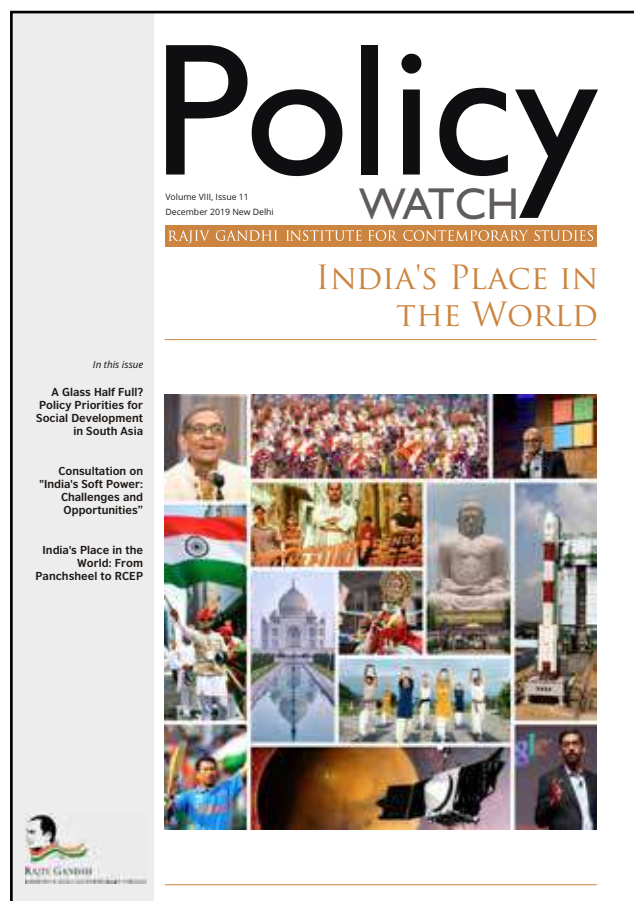 Policy
WATCH
Volume VIII, Issue 11
December 2019 New Delhi
RAJIV GANDHI INSTITUTE FOR CONTEMPORARY STUDIES
INDIA'S PLACE IN
THE WORLD
In this issue
A Glass Half Full?
Policy Priorities for
Social Development
in South Asia
Consultation on
"India's Soft Power:
Challenges and
Opportunities”
India's Place in the
World: From
Panchsheel to RCEP
gle
RAJIV GANDHI